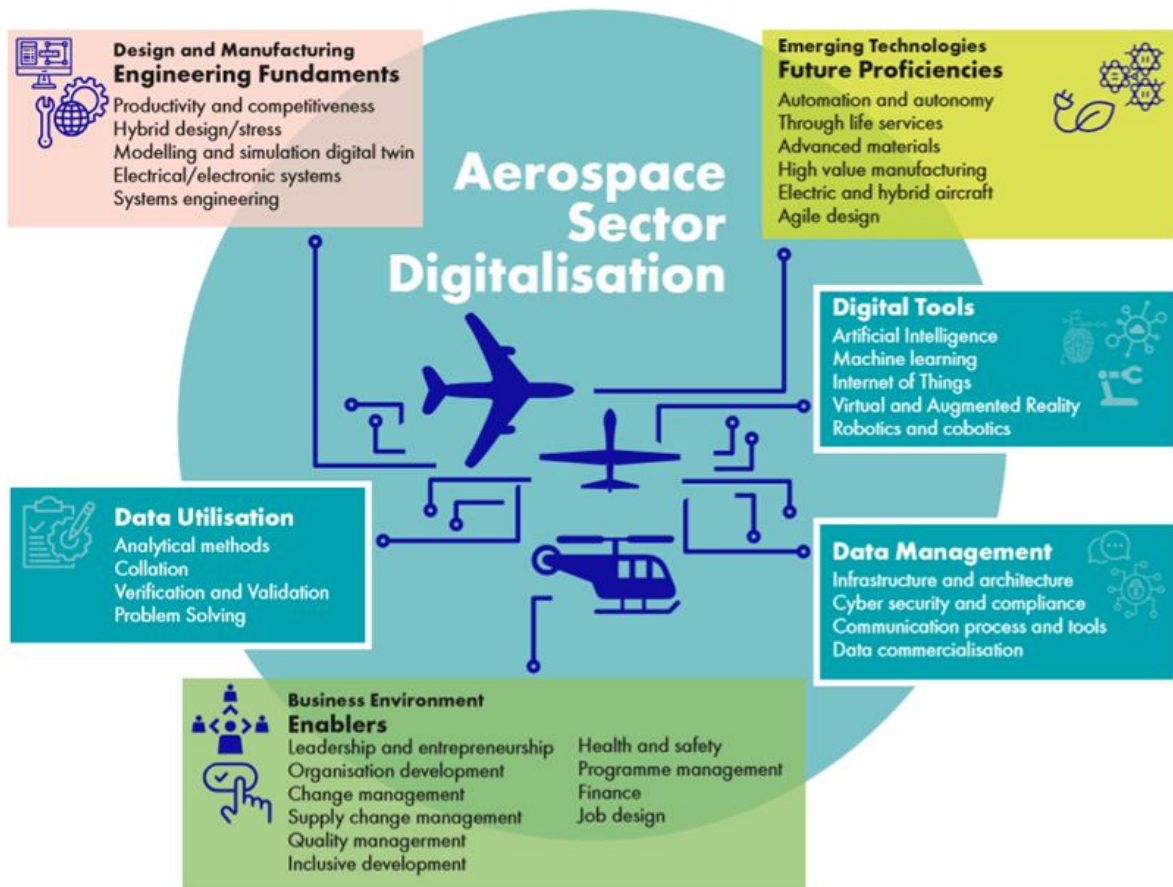 Design and Manufacturing
Engineering Fundaments
Productivity and competitiveness
Hybrid design/stress
Modelling and simulation digital twin
Electrical/electronic systems
Systems engineering
Emerging Technologies
Future Proficiencies
Automation and autonomy
Through life services
Advanced materials
High value manufacturing
Electric and hybrid aircraft
Agile design
Aerospace
Sector
Digitalisation
Digital Tools
Artificial Intelligence
Machine learning
Internet of Things
Virtual and Augmented Reality
Robotics and cobotics
Data Utilisation
Analytical methods
Collation
Verification and Validation
Problem Solving
Data Management
Infrastructure and architecture
Cyber security and compliance
Communication process and tools
Data commercialisation
Business Environment
Enablers
Leadership and entrepreneurship
Organisation development
Change management
Supply change management
Quality managerment
Inclusive development
Health and safety
Programme management
Finance
Job design